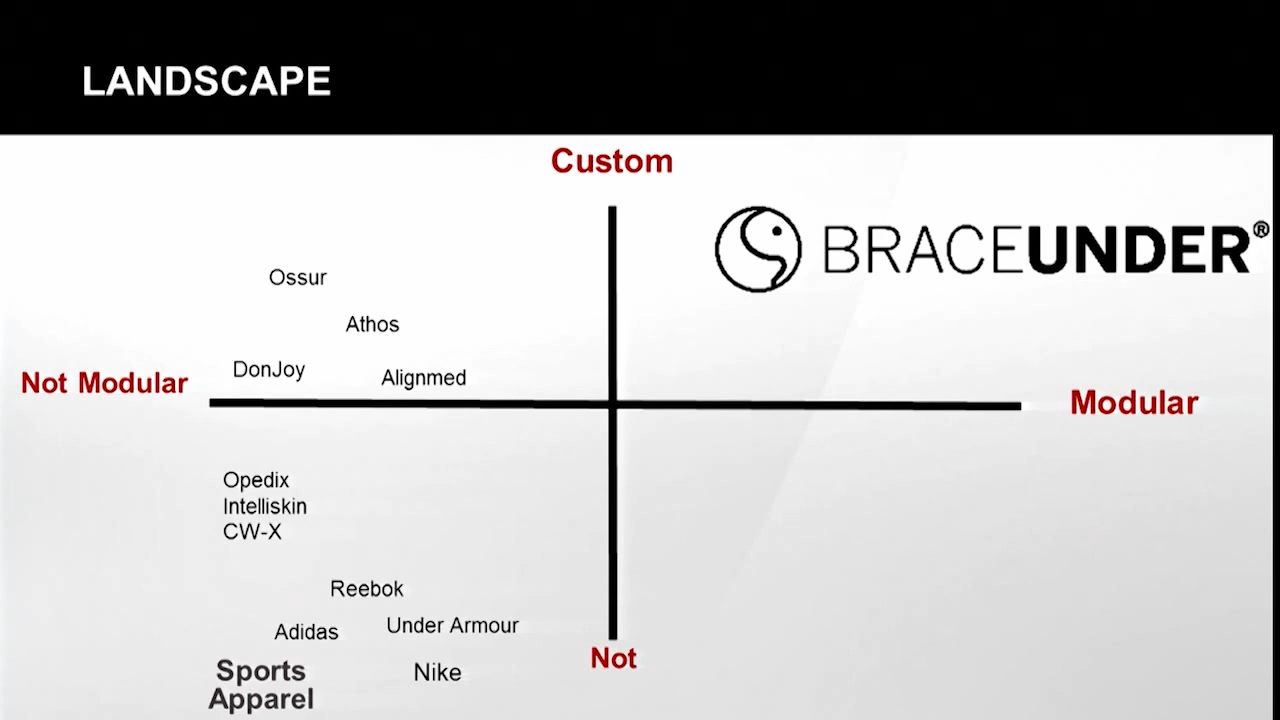 LANDSCAPE
Custom
BRACEUNDER®
Ossur
Athos
DonJoy
Alignmed
Not Modular
Modular
Opedix
Intelliskin
CW-X
Reebok
Adidas
Under Armour
Not
Sports
Apparel
Nike